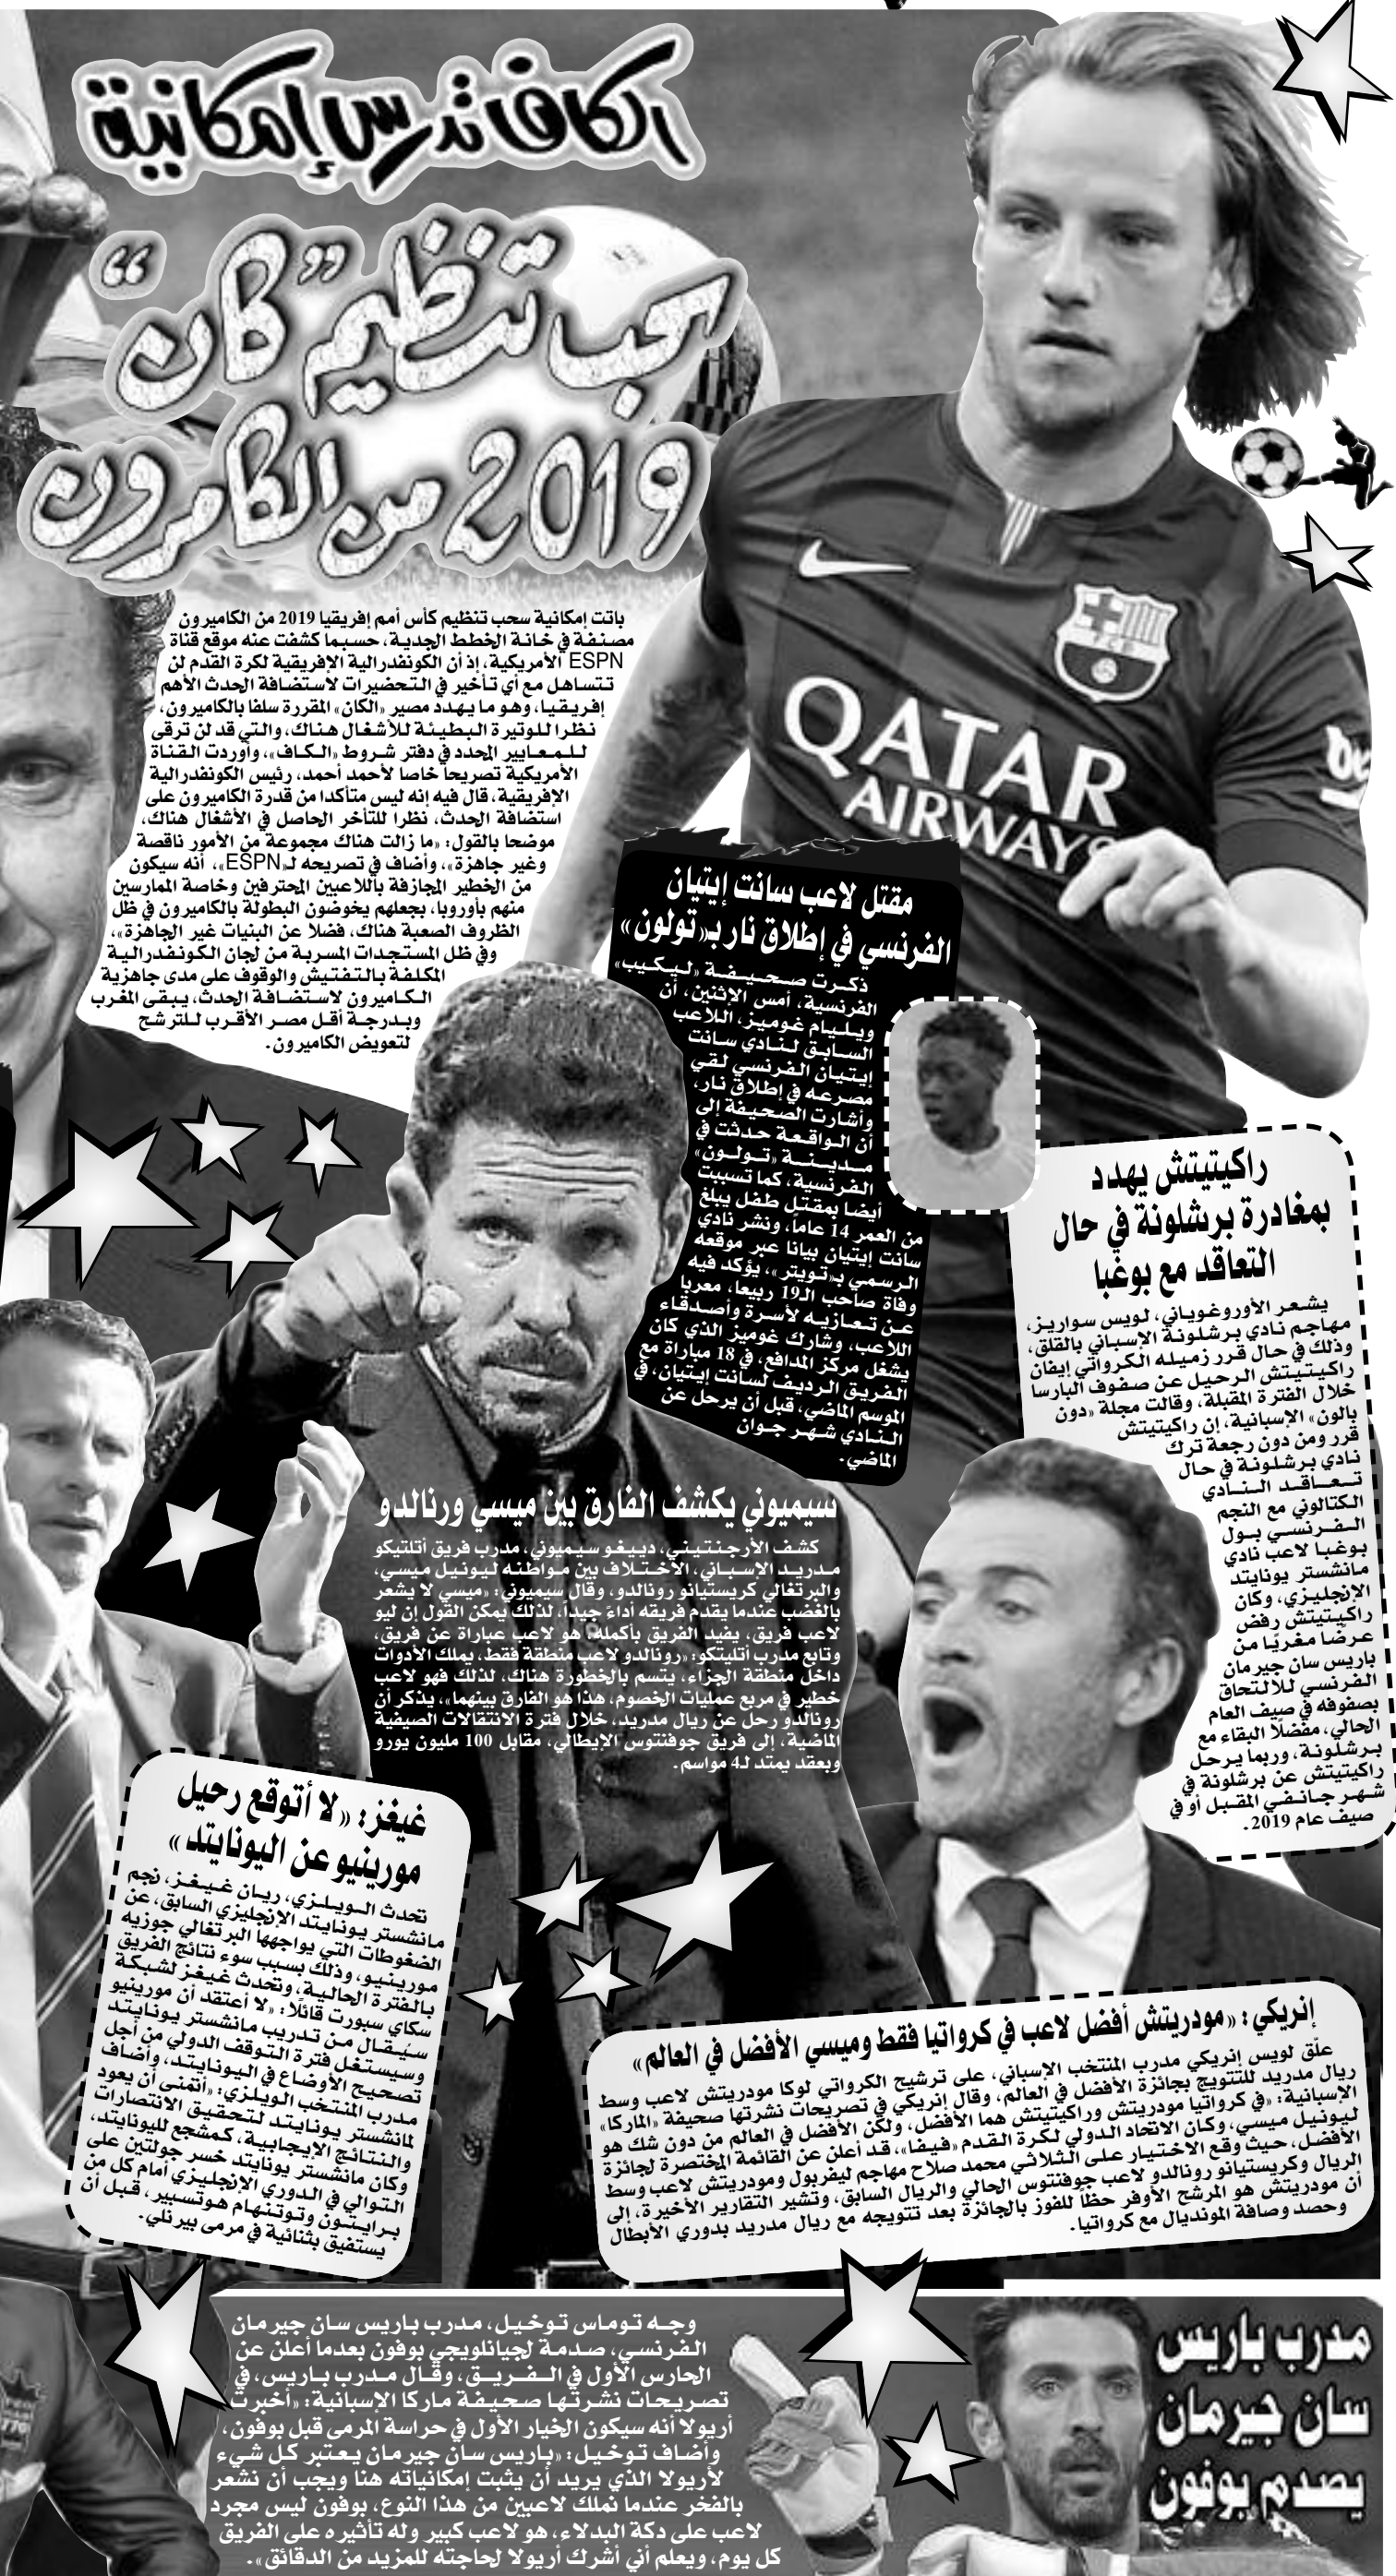 الكاف تدرس إمكانية
سحب تنظيم "كان"
2019 من الكامرون
باتت إمكانية سحب تنظيم كأس أمم إفريقيا 2019 من الكاميرون
مصنفة في خانة الخطط الجدية، حسبما كشفت عنه موقع قناة
ESPN الأمريكية، إذ أن الكونفدرالية الإفريقية لكرة القدم لن
تتساهل مع أي تأخير في التحضيرات لاستضافة الحدث الأهم
إفريقيا، وهو ما يهدد مصير «الكان» المقررة سلفا بالكاميرون،
نظرا للوتيرة البطيئة للأشغال هناك، والتي قد لن ترقى
للمعايير المحدد في دفتر شروط «الكاف»، وأوردت القناة
الأمريكية تصريحا خاصا لأحمد أحمد، رئيس الكونفدرالية
الإفريقية، قال فيه إنه ليس متأكدا من قدرة الكاميرون على
استضافة الحدث، نظرا للتأخر الحاصل في الأشغال هناك،
موضحا بالقول: «ما زالت هناك مجموعة من الأمور ناقصة
وغير جاهزة»، وأضاف في تصريحه لـ«ESPN»، أنه سيكون
من الخطير المجازفة باللاعبين المحترفين وخاصة الممارسين
منهم بأوروبا، بجعلهم يخوضون البطولة بالكاميرون في ظل
الظروف الصعبة هناك، فضلا عن البنيات غير الجاهزة»،
وفي ظل المستجدات المسربة من لجان الكونفدرالية
المكلفة بالتفتيش والوقوف على مدى جاهزية
الكاميرون لاستضافة الحدث، يبقى المغرب
وبدرجة أقل مصر الأقرب للترشح
لتعويض الكاميرون.
QATAR
AIRWAYS
مقتل لاعب سانت إيتيان
الفرنسي في إطلاق نار بـ«تولون»
ذكرت صحيفة «ليكيب»
الفرنسية، أمس الإثنين، أن
ويليام غوميز، اللاعب
السابق لنادي سانت
إيتيان الفرنسي لقي
مصرعه في إطلاق نار،
وأشارت الصحيفة إلى
أن الواقعة حدثت في
مدينة «تولون»
الفرنسية، كما تسببت
أيضا بمقتل طفل يبلغ
من العمر 14 عاماً، ونشر نادي
سانت إيتيان بيانا عبر موقعه
الرسمي بـ«تويتر»، يؤكد فيه
وفاة صاحب الـ19 ربيعا، معربا
عن تعازيه لأسرة وأصدقاء
اللاعب، وشارك غوميز الذي كان
يشغل مركز المدافع، في 18 مباراة مع
الفريق الرديف لسانت إيتيان، في
الموسم الماضي، قبل أن يرحل عن
النادي شهر جوان
الماضي.
راكيتيتش يهدد
بمغادرة برشلونة في حال
التعاقد مع بوغبا
يشعر الأوروغوياني، لويس سواريز،
مهاجم نادي برشلونة الإسباني بالقلق،
وذلك في حال قرر زميله الكرواتي إيفان
راكيتيتش الرحيل عن صفوف البارسا
خلال الفترة المقبلة، وقالت مجلة «دون
بالون» الإسبانية، إن راكيتيتش
قرر ومن دون رجعة ترك
نادي برشلونة في حال
تعاقد النادي
الكتالوني مع النجم
الفرنسي بول
بوغبا لاعب نادي
مانشستر يونايتد
الإنجليزي، وكان
راكيتيتش رفض
عرضًا مغريًا من
باريس سان جيرمان
الفرنسي للالتحاق
بصفوفه في صيف العام
الحالي، مفضلًا البقاء مع
برشلونة، وربما يرحل
راكيتيتش عن برشلونة في
شهر جانفي المقبل أو في
صيف عام 2019.
سيميوني يكشف الفارق بين ميسي ورنالدو
كشف الأرجنتيني، دييغو سيميوني، مدرب فريق أتلتيكو
مدريد الإسباني، الاختلاف بين مواطنه ليونيل ميسي،
والبرتغالي كريستيانو رونالدو، وقال سيميوني: «ميسي لا يشعر
بالغضب عندما يقدم فريقه أداءً جيداً، لذلك يمكن القول إن ليو
لاعب فريق، يفيد الفريق بأكمله، هو لاعب عباراة عن فريق،
وتابع مدرب أتليتكو: «رونالدو لاعب منطقة فقط، يملك الأدوات
داخل منطقة الجزاء، يتسم بالخطورة هناك، لذلك فهو لاعب
خطير في مربع عمليات الخصوم، هذا هو الفارق بينهما»، يذكر أن
رونالدو رحل عن ريال مدريد، خلال فترة الانتقالات الصيفية
الماضية، إلى فريق جوفنتوس الإيطالي، مقابل 100 مليون يورو
وبعقد يمتد لـ4 مواسم.
غيغز: «لا أتوقع رحيل
مورينيو عن اليونايتد»
تحدث الويلزي، ريان غيغز، نجم
مانشستر يونايتد الإنجليزي السابق، عن
الضغوطات التي يواجهها البرتغالي جوزيه
مورينيو، وذلك بسبب سوء نتائج الفريق
بالفترة الحالية، وتحدث غيغز لشبكة
سكاي سبورت قائلًا: «لا أعتقد أن مورينيو
سيُقال من تدريب مانشستر يونايتد
وسيستغل فترة التوقف الدولي من أجل
تصحيح الأوضاع في اليونايتد، وأضاف
مدرب المنتخب الويلزي: «أتمنى أن يعود
لمانشستر يونايتد لتحقيق الانتصارات
والنتائج الإيجابية، كمشجع لليونايتد،
وكان مانشستر يونايتد خسر جولتين على
التوالي في الدوري الإنجليزي أمام كل من
برايتون وتوتنهام هوتسبير، قبل أن
يستفيق بثنائية في مرمى بيرنلي.
إنريكي: «مودريتش أفضل لاعب في كرواتيا فقط وميسي الأفضل في العالم»
علّق لويس إنريكي مدرب المنتخب الإسباني، على ترشيح الكرواتي لوكا مودريتش لاعب وسط
ريال مدريد للتتويج بجائزة الأفضل في العالم، وقال إنريكي في تصريحات نشرتها صحيفة «الماركا»
الإسبانية: «في كرواتيا مودريتش وراكيتيتش هما الأفضل، ولكن الأفضل في العالم من دون شك هو
ليونيل ميسي، وكان الاتحاد الدولي لكرة القدم «فيفا»، قد أعلن عن القائمة المختصرة لجائزة
الأفضل، حيث وقع الاختيار على الثلاثي محمد صلاح مهاجم ليفربول ومودريتش لاعب وسط
الريال وكريستيانو رونالدو لاعب جوفنتوس الحالي والريال السابق، وتشير التقارير الأخيرة، إلى
أن مودريتش هو المرشح الأوفر حظًا للفوز بالجائزة بعد تتويجه مع ريال مدريد بدوري الأبطال
وحصد وصافة المونديال مع كرواتيا.
مدرب باريس
سان جيرمان
يصدم بوفون
وجه توماس توخيل، مدرب باريس سان جيرمان
الفرنسي، صدمة لجيانلويجي بوفون بعدما أعلن عن
الحارس الأول في الفريق، وقال مدرب باريس، في
تصريحات نشرتها صحيفة ماركا الإسبانية: «أخبرت
أريولا أنه سيكون الخيار الأول في حراسة المرمى قبل بوفون،
وأضاف توخيل: «باريس سان جيرمان يعتبر كل شيء
لأريولا الذي يريد أن يثبت إمكانياته هنا ويجب أن نشعر
بالفخر عندما نملك لاعبين من هذا النوع، بوفون ليس مجرد
لاعب على دكة البدلاء، هو لاعب كبير وله تأثيره على الفريق
كل يوم، ويعلم أني أشرك أريولا لحاجته للمزيد من الدقائق».